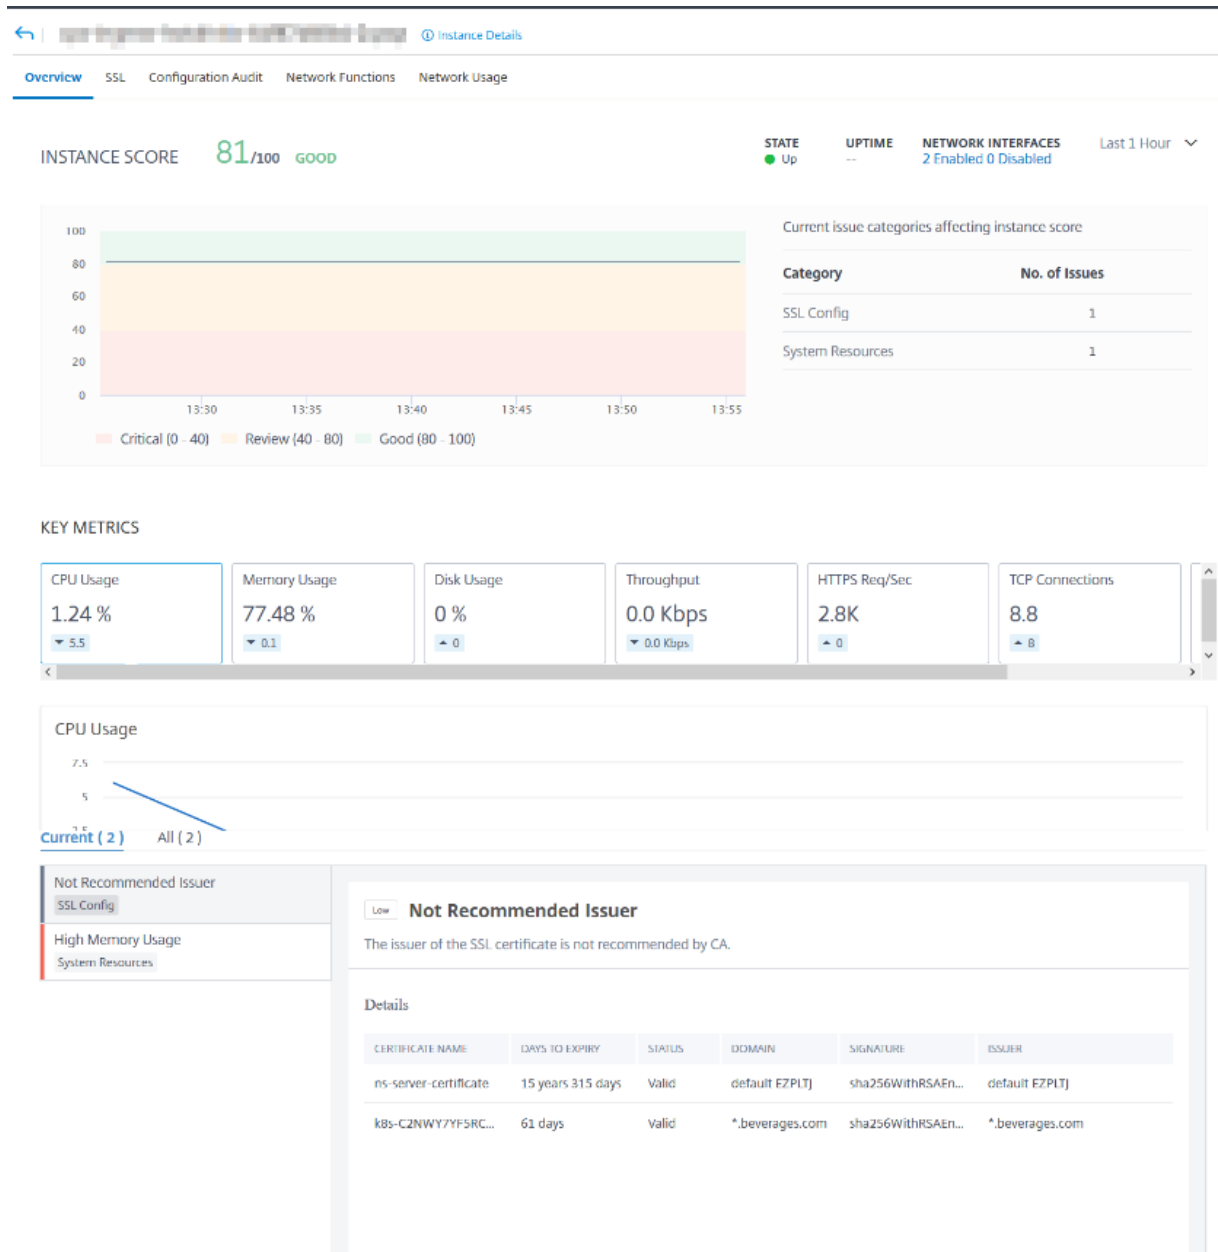 Instance Details
Overview SSL Configuration Audit Network Functions Network Usage
INSTANCE SCORE 81/100 GOOD
STATE UPTIME NETWORK INTERFACES Last 1 Hour
Up -- 2 Enabled 0 Disabled
Current issue categories affecting instance score
Category No. of Issues
SSL Config 1
System Resources 1
100
80
60
40
20
0
13:30 13:35 13:40 13:45 13:50 13:55
Critical (0 - 40) Review (40 - 80) Good (80 - 100)
KEY METRICS
CPU Usage Memory Usage Disk Usage Throughput HTTPS Req/Sec TCP Connections
1.24 % 77.48 % 0 % 0.0 Kbps 2.8K 8.8
5.5 0.1 0 0.0 Kbps 0 8
CPU Usage
7.5
5
Current ( 2 ) All ( 2 )
Not Recommended Issuer
SSL Config
High Memory Usage
System Resources
Low Not Recommended Issuer
The issuer of the SSL certificate is not recommended by CA.
Details
CERTIFICATE NAME DAYS TO EXPIRY STATUS DOMAIN SIGNATURE ISSUER
ns-server-certificate 15 years 315 days Valid default EZPLTJ sha256WithRSAEn... default EZPLTJ
k8s-C2NWY7YF5RC... 61 days Valid *.beverages.com sha256WithRSAEn... *.beverages.com